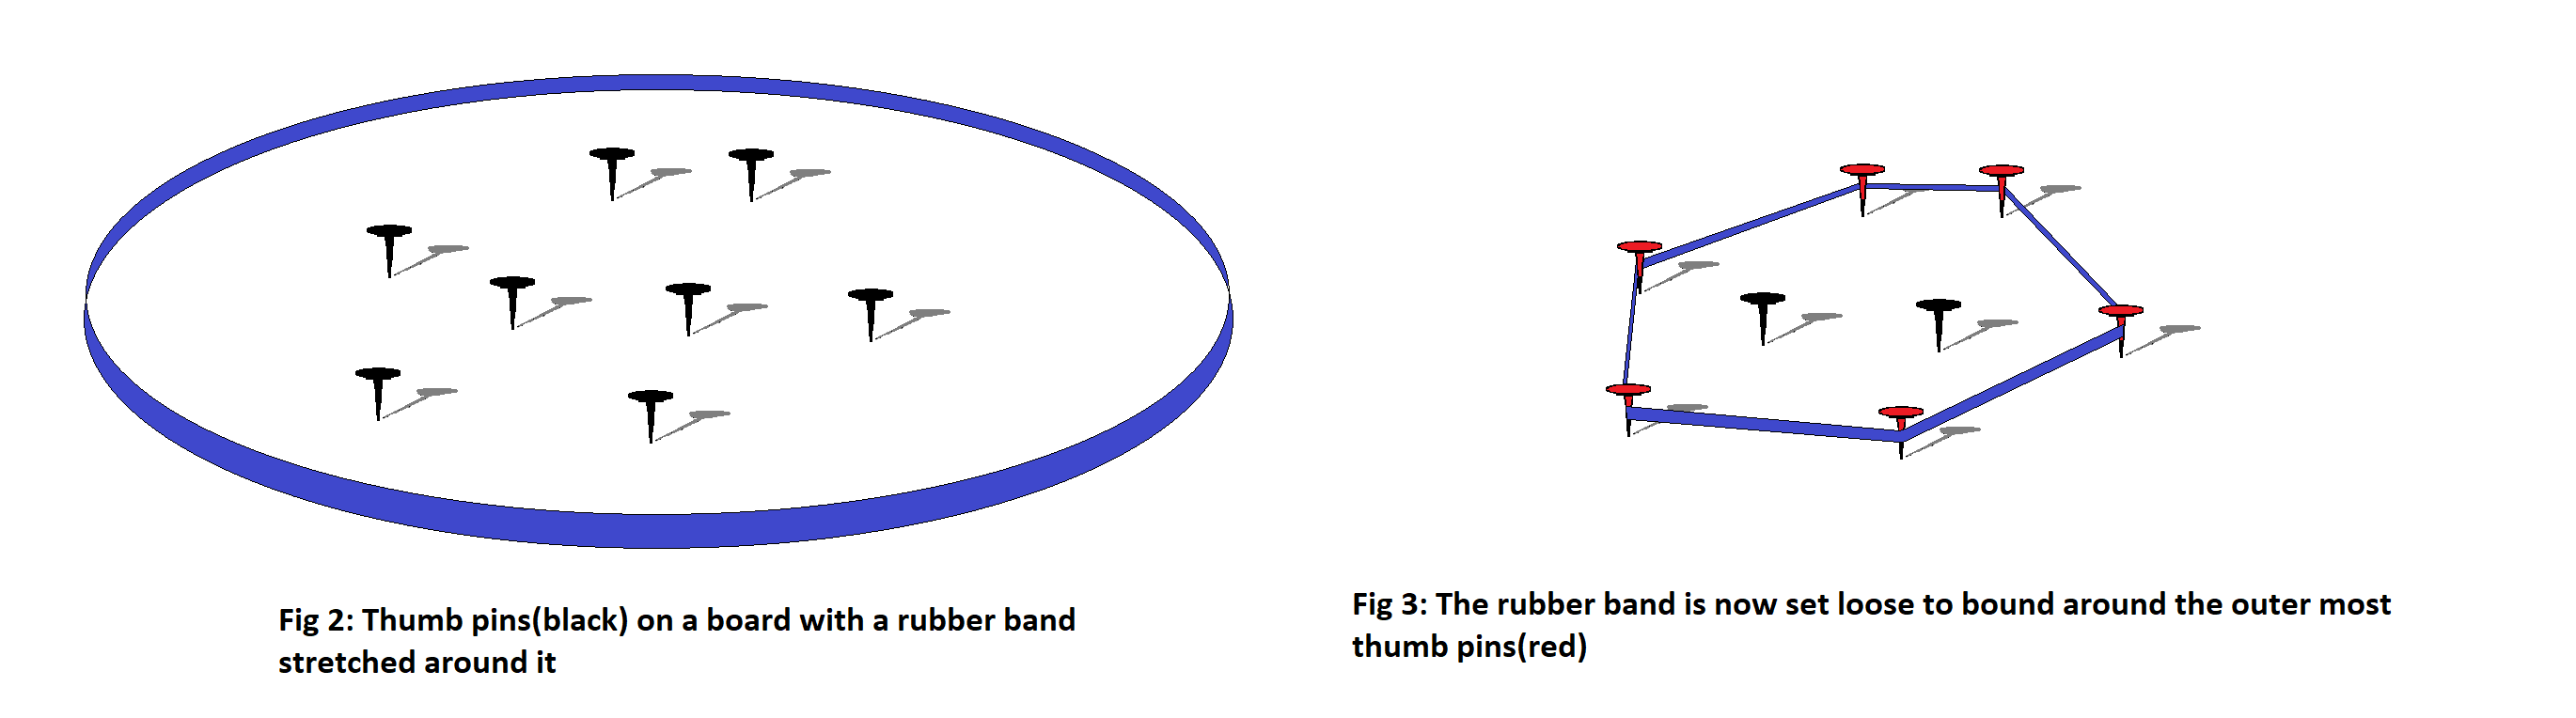 Fig 2: Thumb pins(black) on a board with a rubber band
stretched around it
Fig 3: The rubber band is now set loose to bound around the outer most
thumb pins(red)